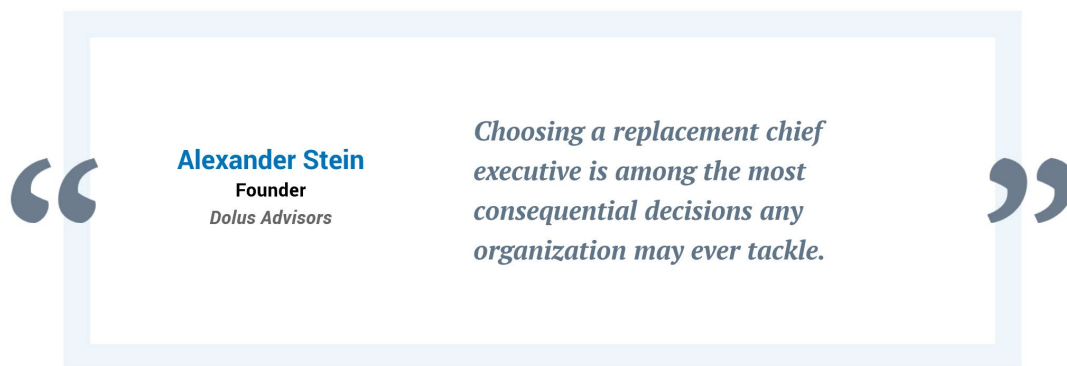 Alexander Stein
Founder
Dolus Advisors
Choosing a replacement chief
executive is among the most
consequential decisions any
organization may ever tackle.